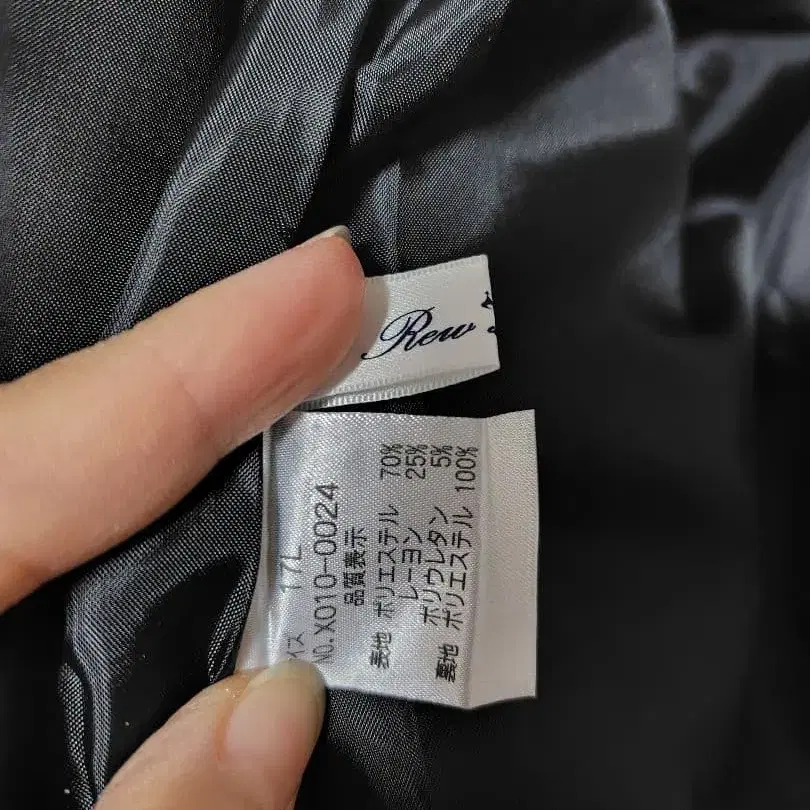 Rew
イズ 17L
NO.X010-0024
品質表示
表地 ポリエステル 70%
レーヨン 25%
ポリウレタン 5%
裏地 ポリエステル 100%